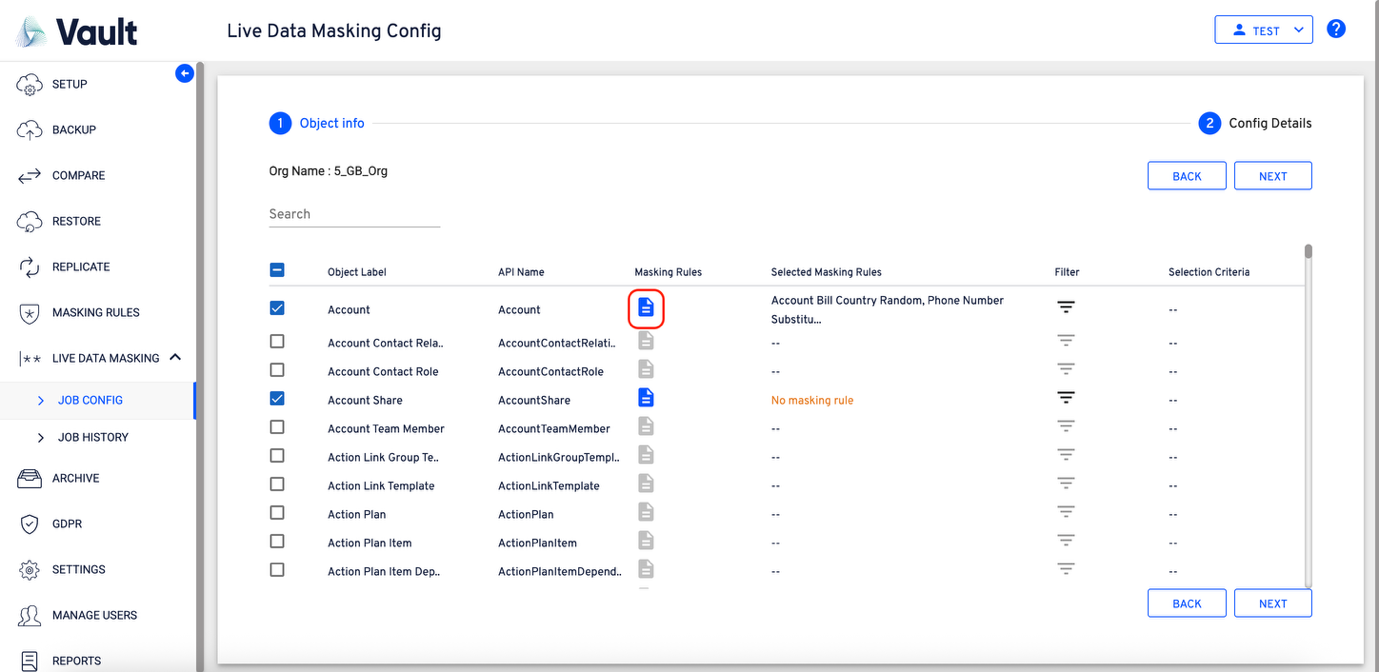 Vault
Live Data Masking Config
TEST
?
SETUP
BACKUP
COMPARE
RESTORE
REPLICATE
MASKING RULES
|** LIVE DATA MASKING
JOB CONFIG
JOB HISTORY
ARCHIVE
GDPR
SETTINGS
MANAGE USERS
REPORTS
1 Object info
2 Config Details
Org Name : 5_GB_Org
BACK NEXT
Search
Object Label API Name Masking Rules Selected Masking Rules Filter Selection Criteria
Account Account Account Bill Country Random, Phone Number --
Substitu...
Account Contact Rela.. AccountContactRelati.. -- --
Account Contact Role AccountContactRole -- --
Account Share AccountShare No masking rule --
Account Team Member AccountTeamMember -- --
Action Link Group Te.. ActionLinkGroupTempl.. -- --
Action Link Template ActionLinkTemplate -- --
Action Plan ActionPlan -- --
Action Plan Item ActionPlanItem -- --
Action Plan Item Dep.. ActionPlanItemDepend.. -- --
BACK NEXT